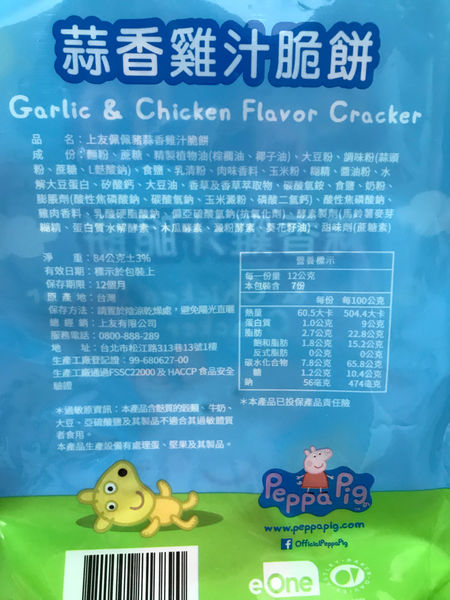 蒜香雞汁脆餅
Garlic & Chicken Flavor Cracker
品　名：上友佩佩豬蒜香雞汁脆餅
成　份：麵粉、蔗糖、精製植物油(棕櫚油、椰子油)、大豆粉、調味粉(蒜頭
粉、蔗糖、L麩酸鈉)、食鹽、乳清粉、肉味香料、玉米粉、糊精、醬油粉、水
解大豆蛋白、矽酸鈣、大豆油、香草及香草萃取物、碳酸氫銨、食鹽、奶粉、
膨脹劑(酸性焦磷酸鈉、碳酸氫鈉、玉米澱粉、磷酸二氫鈣)、酸性焦磷酸鈉、
雞肉香料、乳酸硬脂酸鈉、偏亞硫酸氫鈉(抗氧化劑)、酵素製劑(馬鈴薯麥芽
糊精、蛋白質水解酵素、木瓜酵素、澱粉酵素、葵花籽油)、甜味劑(蔗糖素)
淨　重：84公克±3%
有效日期：標示於包裝上
保存期限：12個月
原 產 地：台灣
保存方法：請置於陰涼乾燥處，避免陽光直曬
總 經 銷：上友有限公司
服務電話：0800-888-289
地　址：台北市松江路313巷13號1樓
生產工廠登記證：99-680627-00
生產工廠通過FSSC22000 及 HACCP 食品安全
驗證
營養標示
每一份量 12公克
本包裝含 7份
每份 每100公克
熱量 60.5大卡 504.4大卡
蛋白質 1.0公克 9公克
脂肪 2.7公克 22.8公克
飽和脂肪 1.8公克 15.2公克
反式脂肪 0公克 0公克
碳水化合物 7.8公克 65.8公克
糖 1.2公克 10.4公克
鈉 56毫克 474毫克
＊本產品已投保產品責任險
＊過敏原資訊：本產品含麩質的穀類、牛奶、
大豆、亞硫酸鹽及其製品不適合其過敏體質
者食用。
本產品生產設備有處理蛋、堅果及其製品。
Peppa Pig
www.peppapig.com
f OfficialPeppaPig
eOne